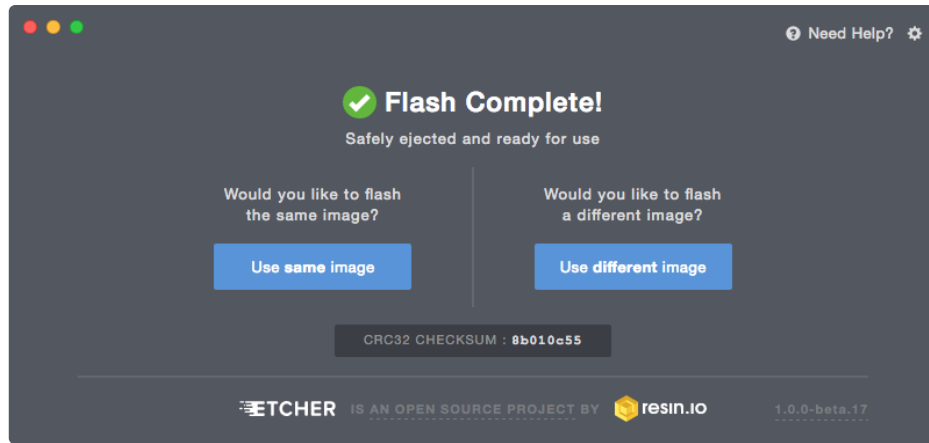 Need Help?
Flash Complete!
Safely ejected and ready for use
Would you like to flash
the same image?
Use same image
Would you like to flash
a different image?
Use different image
CRC32 CHECKSUM : 8b010c55
ETCHER IS AN OPEN SOURCE PROJECT BY resin.io 1.0.0-beta.17